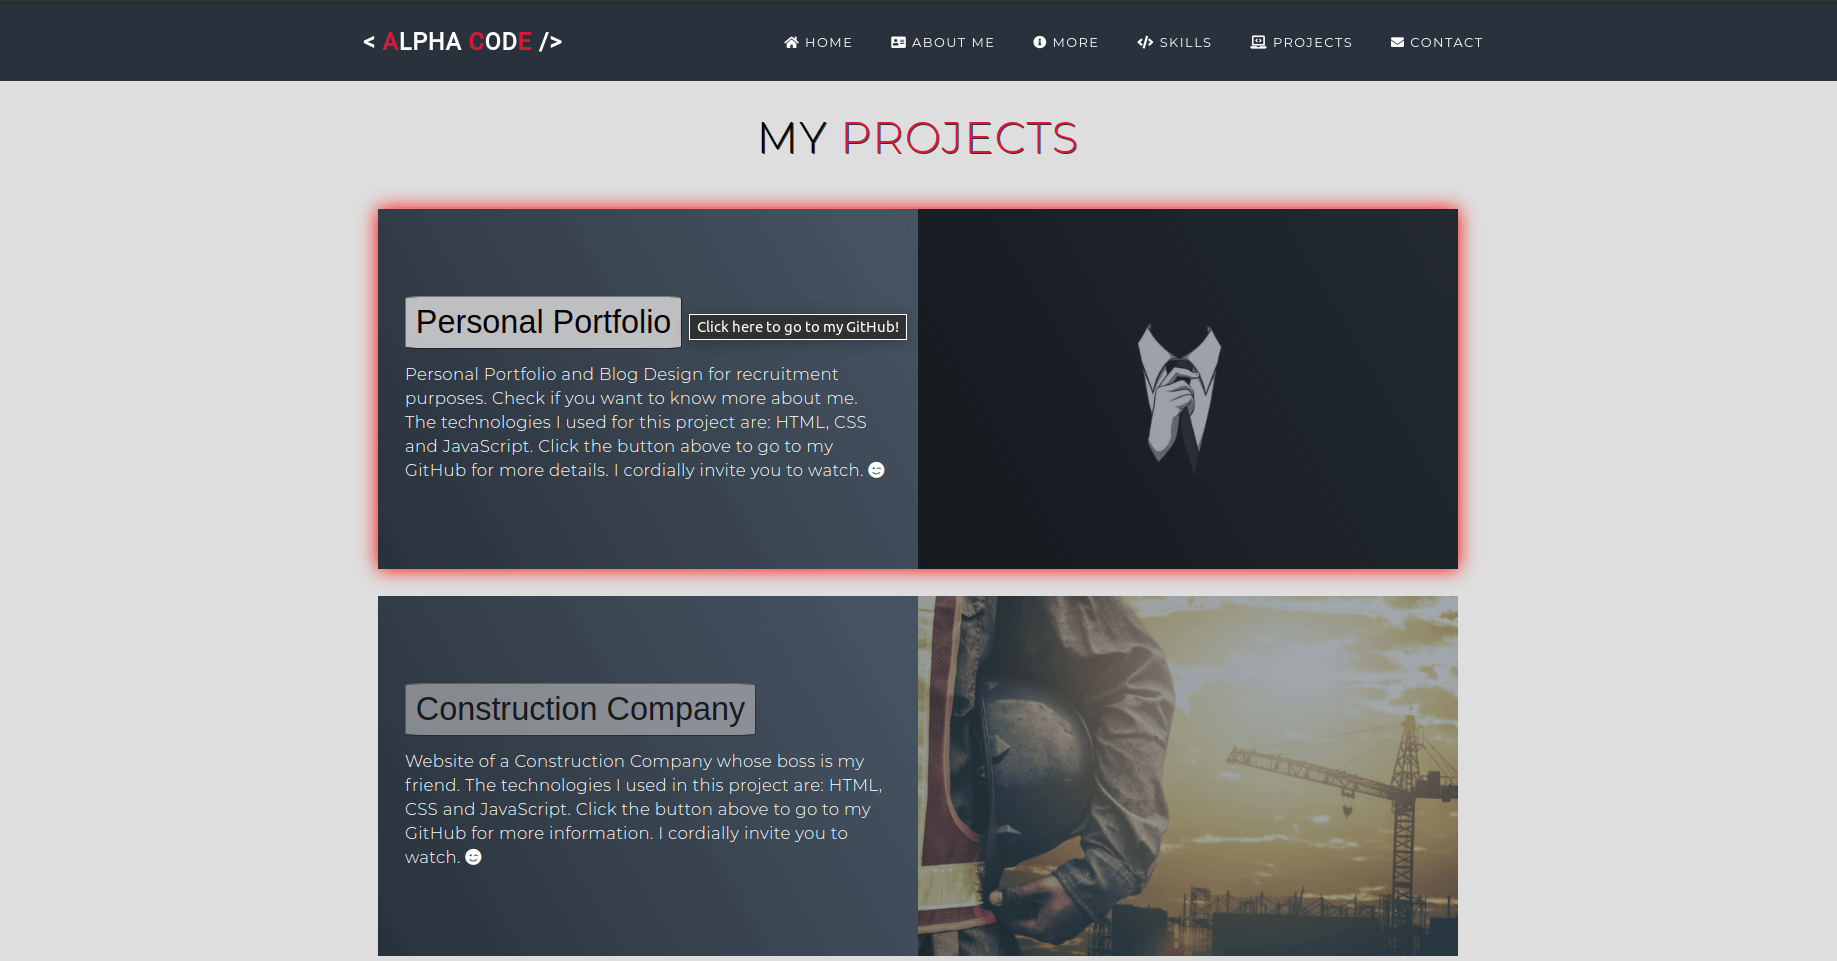 < ALPHA CODE />
HOME
ABOUT ME
MORE
SKILLS
PROJECTS
CONTACT
MY PROJECTS
Personal Portfolio
Click here to go to my GitHub!
Personal Portfolio and Blog Design for recruitment
purposes. Check if you want to know more about me.
The technologies I used for this project are: HTML, CSS
and JavaScript. Click the button above to go to my
GitHub for more details. I cordially invite you to watch.
Construction Company
Website of a Construction Company whose boss is my
friend. The technologies I used in this project are: HTML,
CSS and JavaScript. Click the button above to go to my
GitHub for more information. I cordially invite you to
watch.